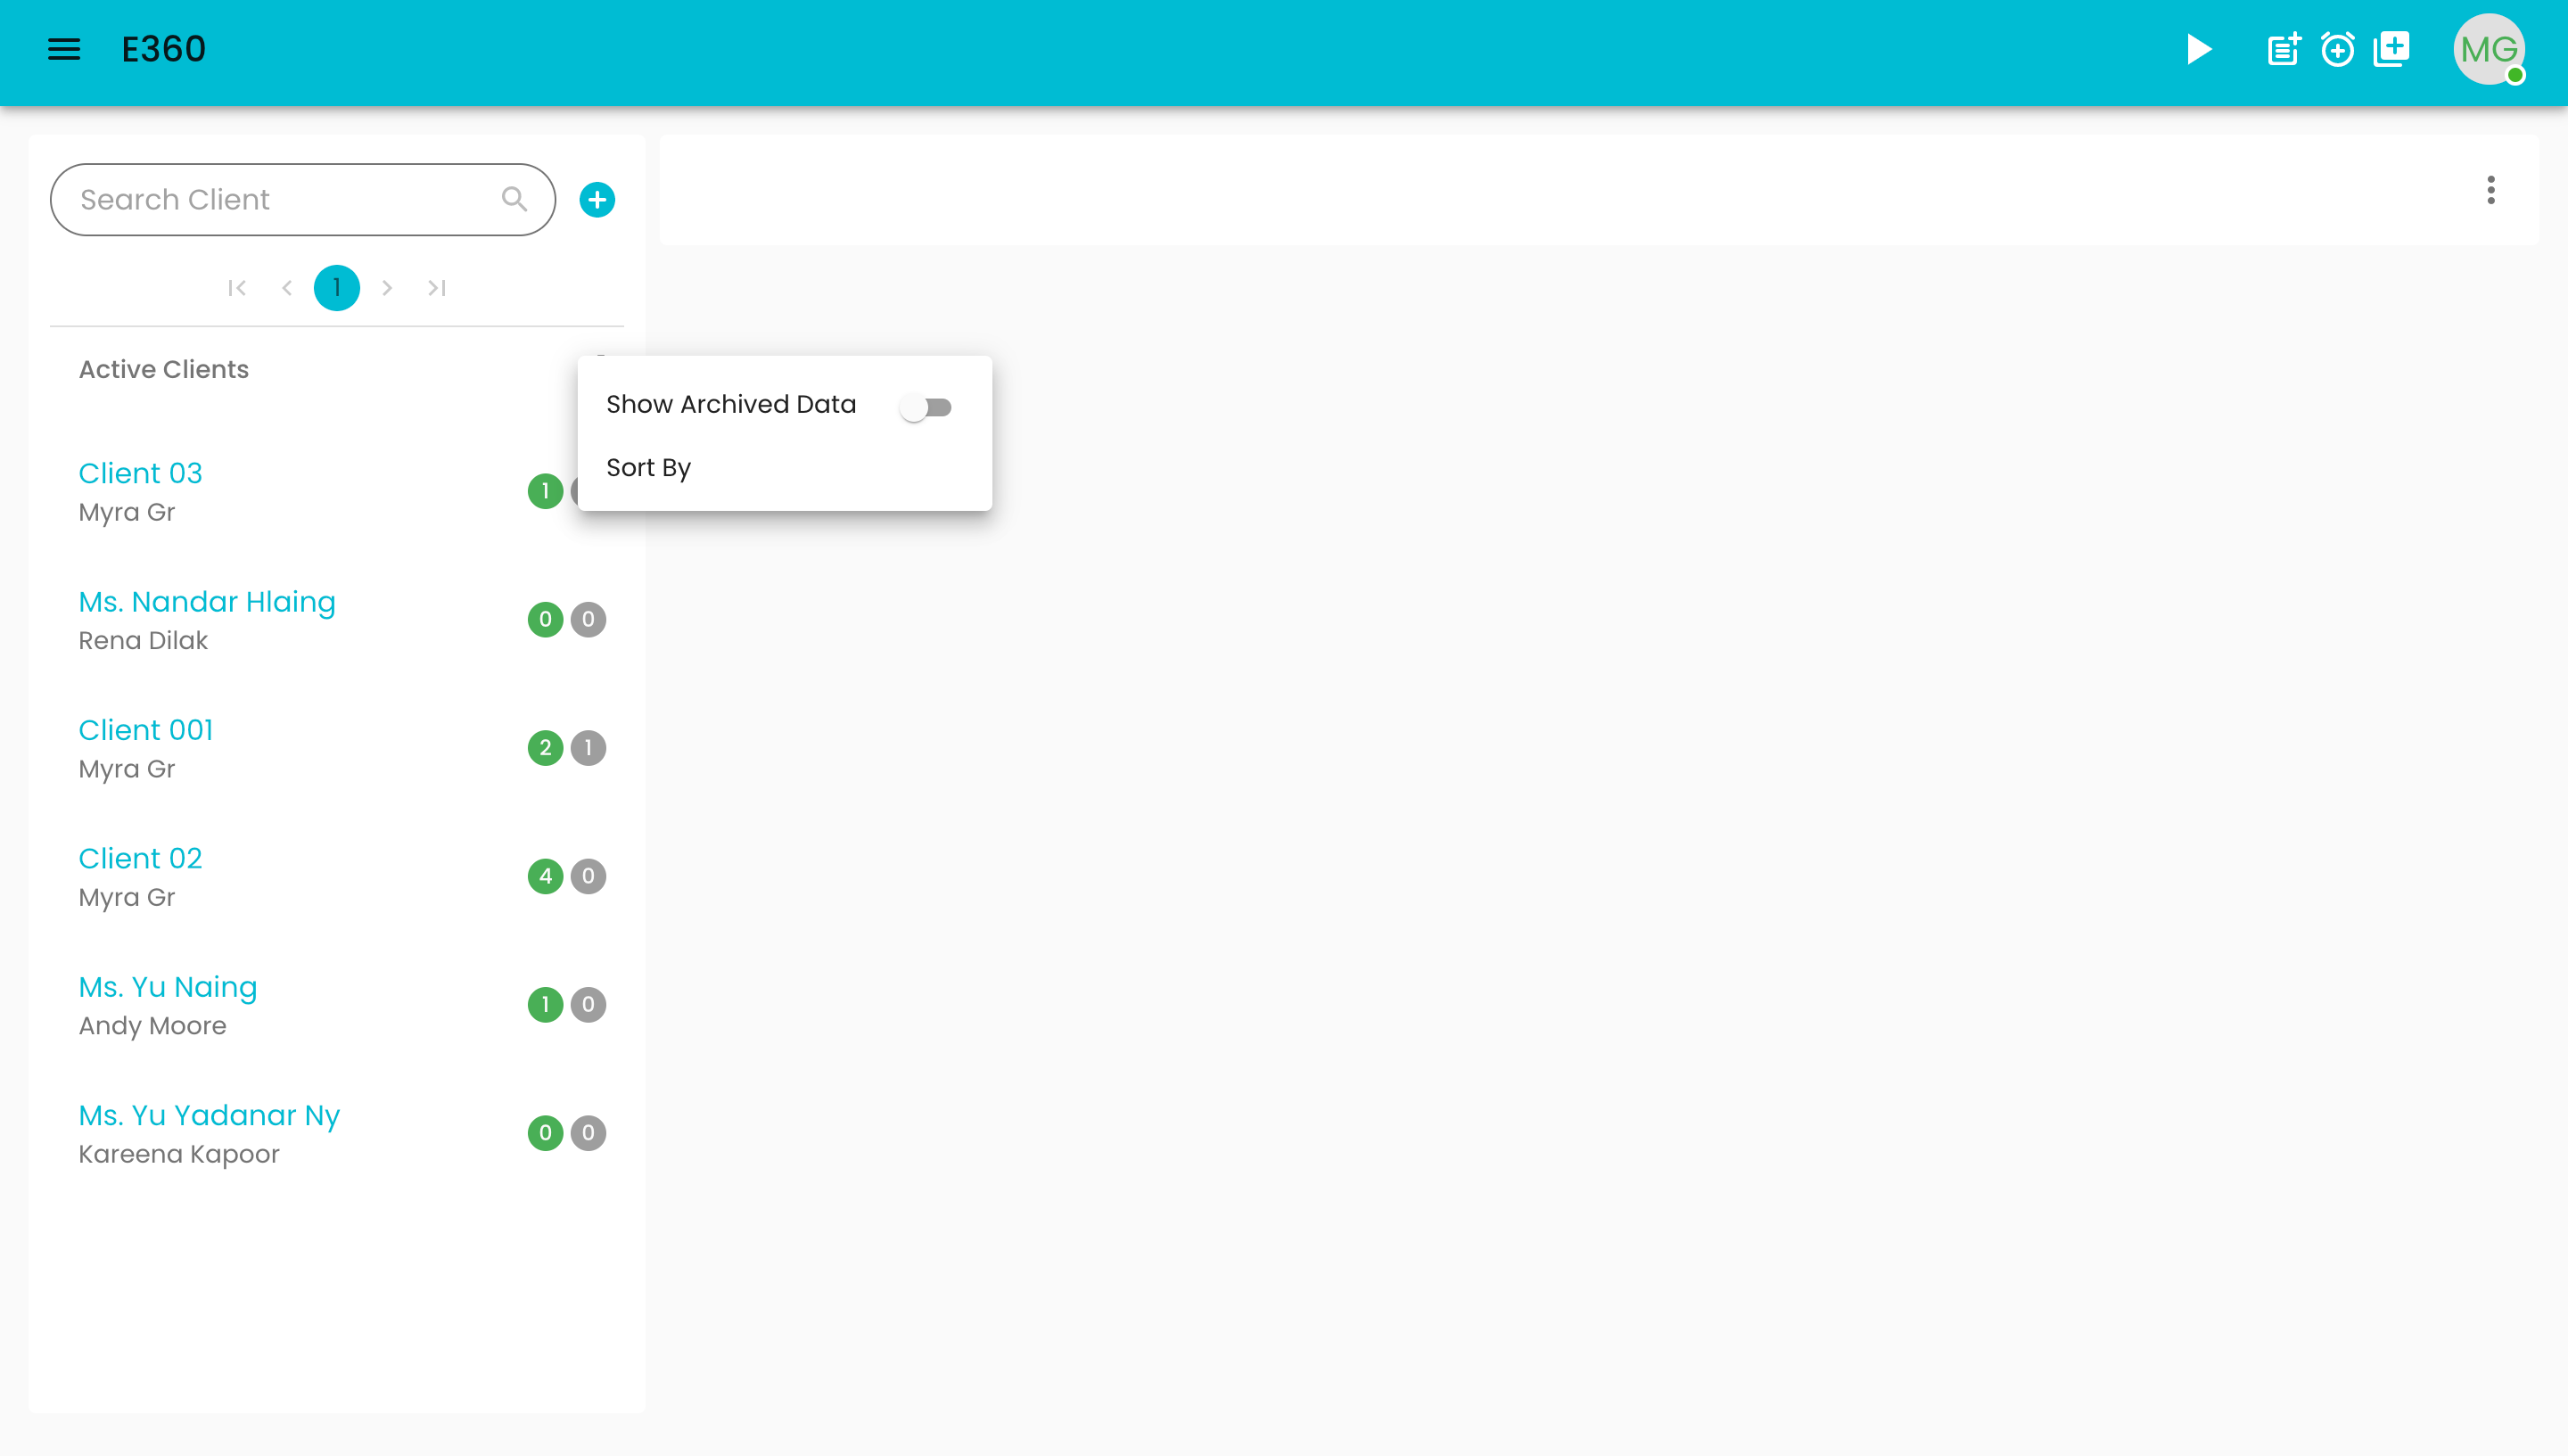 E360
MG
Search Client
1
Active Clients
Show Archived Data
Sort By
Client 03
Myra Gr
1
Ms. Nandar Hlaing
Rena Dilak
0 0
Client 001
Myra Gr
2 1
Client 02
Myra Gr
4 0
Ms. Yu Naing
Andy Moore
1 0
Ms. Yu Yadanar Ny
Kareena Kapoor
0 0